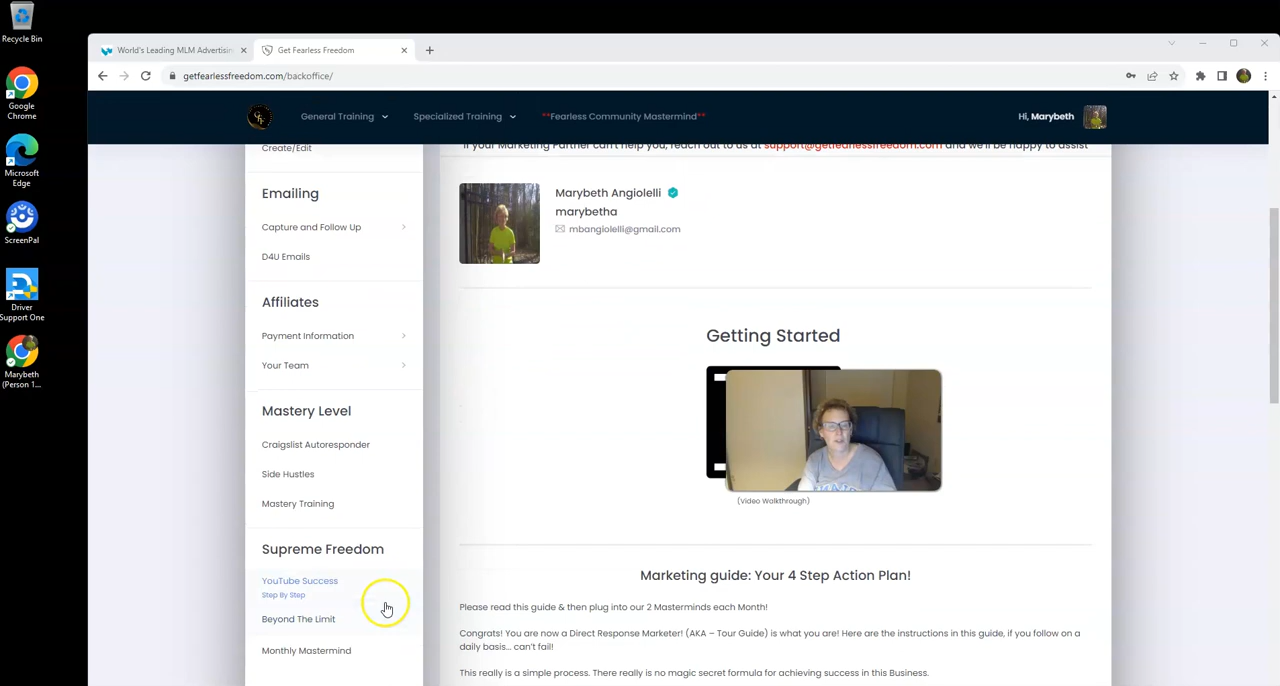 Recycle Bin
Google
Chrome
Microsoft
Edge
ScreenPal
Driver
Support One
Marybeth
(Person 1...
World's Leading MLM Advertisin
Get Fearless Freedom
getfearlessfreedom.com/backoffice/
General Training
Specialized Training
**Fearless Community Mastermind**
Hi, Marybeth
Create/Edit
Emailing
Capture and Follow Up
D4U Emails
Affiliates
Payment Information
Your Team
Mastery Level
Craigslist Autoresponder
Side Hustles
Mastery Training
Supreme Freedom
YouTube Success
Step By Step
Beyond The Limit
Monthly Mastermind
If your Marketing Partner can't help you, reach out to us at support@getfearlessfreedom.com and we'll be happy to assist
Marybeth Angiolelli
marybetha
mbangiolelli@gmail.com
Getting Started
(Video Walkthrough)
Marketing guide: Your 4 Step Action Plan!
Please read this guide & then plug into our 2 Masterminds each Month!
Congrats! You are now a Direct Response Marketer! (AKA – Tour Guide) is what you are! Here are the instructions in this guide, if you follow on a
daily basis... can't fail!
This really is a simple process. There really is no magic secret formula for achieving success in this Business.